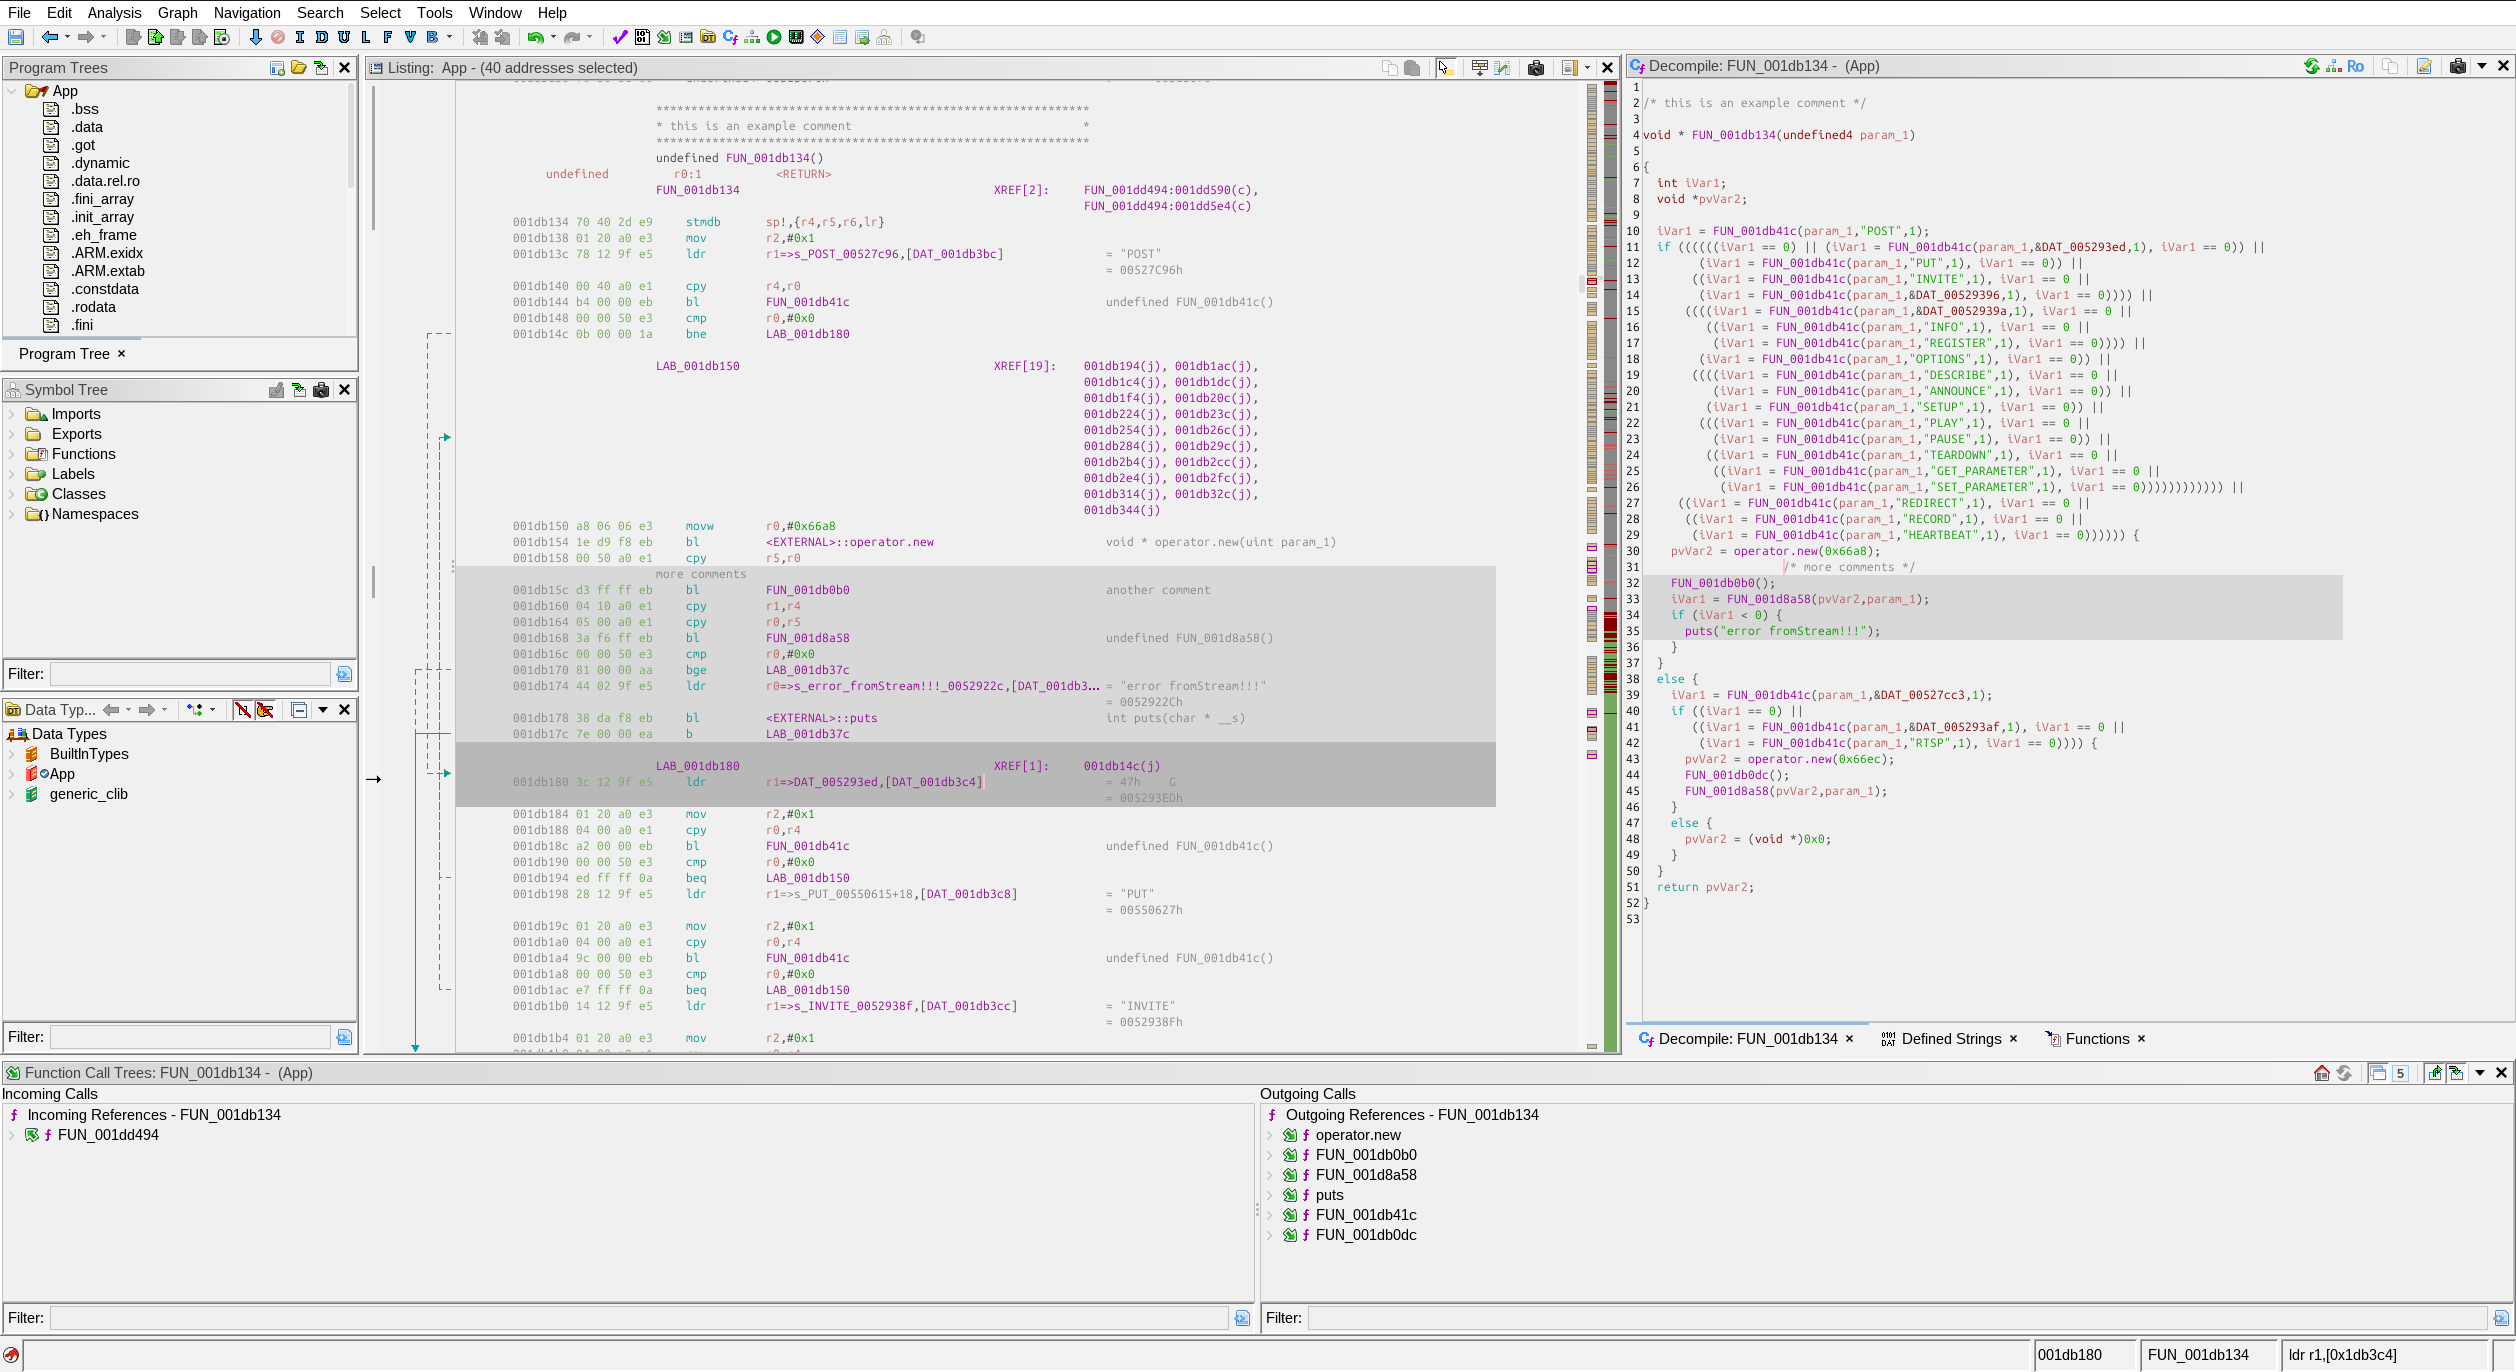 File Edit Analysis Graph Navigation Search Select Tools Window Help
I D U L F V B
Program Trees
App
.bss
.data
.got
.dynamic
.data.rel.ro
.fini_array
.init_array
.eh_frame
.ARM.exidx
.ARM.extab
.constdata
.rodata
.fini
Program Tree ×
Symbol Tree
Imports
Exports
Functions
Labels
Classes
Namespaces
Filter:
Data Typ...
Data Types
BuiltInTypes
App
generic_clib
Filter:
Listing: App - (40 addresses selected)
**************************************************************
* this is an example comment *
**************************************************************
undefined FUN_001db134()
undefined r0:1 <RETURN>
FUN_001db134 XREF[2]: FUN_001dd494:001dd590(c),
FUN_001dd494:001dd5e4(c)
001db134 70 40 2d e9 stmdb sp!,{r4,r5,r6,lr}
001db138 01 20 a0 e3 mov r2,#0x1
001db13c 78 12 9f e5 ldr r1=>s_POST_00527c96,[DAT_001db3bc] = "POST"
= 00527C96h
001db140 00 40 a0 e1 cpy r4,r0
001db144 b4 00 00 eb bl FUN_001db41c undefined FUN_001db41c()
001db148 00 00 50 e3 cmp r0,#0x0
001db14c 0b 00 00 1a bne LAB_001db180
LAB_001db150 XREF[19]: 001db194(j), 001db1ac(j),
001db1c4(j), 001db1dc(j),
001db1f4(j), 001db20c(j),
001db224(j), 001db23c(j),
001db254(j), 001db26c(j),
001db284(j), 001db29c(j),
001db2b4(j), 001db2cc(j),
001db2e4(j), 001db2fc(j),
001db314(j), 001db32c(j),
001db344(j)
001db150 a8 06 06 e3 movw r0,#0x66a8
001db154 1e d9 f8 eb bl <EXTERNAL>::operator.new void * operator.new(uint param_1)
001db158 00 50 a0 e1 cpy r5,r0
more comments
001db15c d3 ff ff eb bl FUN_001db0b0 another comment
001db160 04 10 a0 e1 cpy r1,r4
001db164 05 00 a0 e1 cpy r0,r5
001db168 3a f6 ff eb bl FUN_001d8a58 undefined FUN_001d8a58()
001db16c 00 00 50 e3 cmp r0,#0x0
001db170 81 00 00 aa bge LAB_001db37c
001db174 44 02 9f e5 ldr r0=>s_error_fromStream!!!_0052922c,[DAT_001db3... = "error fromStream!!!"
= 0052922Ch
001db178 38 da f8 eb bl <EXTERNAL>::puts int puts(char * __s)
001db17c 7e 00 00 ea b LAB_001db37c
LAB_001db180 XREF[1]: 001db14c(j)
001db180 3c 12 9f e5 ldr r1=>DAT_005293ed,[DAT_001db3c4] = 47h G
= 005293EDh
001db184 01 20 a0 e3 mov r2,#0x1
001db188 04 00 a0 e1 cpy r0,r4
001db18c a2 00 00 eb bl FUN_001db41c undefined FUN_001db41c()
001db190 00 00 50 e3 cmp r0,#0x0
001db194 ed ff ff 0a beq LAB_001db150
001db198 28 12 9f e5 ldr r1=>s_PUT_00550615+18,[DAT_001db3c8] = "PUT"
= 00550627h
001db19c 01 20 a0 e3 mov r2,#0x1
001db1a0 04 00 a0 e1 cpy r0,r4
001db1a4 9c 00 00 eb bl FUN_001db41c undefined FUN_001db41c()
001db1a8 00 00 50 e3 cmp r0,#0x0
001db1ac e7 ff ff 0a beq LAB_001db150
001db1b0 14 12 9f e5 ldr r1=>s_INVITE_0052938f,[DAT_001db3cc] = "INVITE"
= 0052938Fh
001db1b4 01 20 a0 e3 mov r2,#0x1
Decompile: FUN_001db134 - (App)
Ro
1
2 /* this is an example comment */
3
4 void * FUN_001db134(undefined4 param_1)
5
6 {
7 int iVar1;
8 void *pvVar2;
9
10 iVar1 = FUN_001db41c(param_1,"POST",1);
11 if ((((((iVar1 == 0) || (iVar1 = FUN_001db41c(param_1,&DAT_005293ed,1), iVar1 == 0)) ||
12 (iVar1 = FUN_001db41c(param_1,"PUT",1), iVar1 == 0)) ||
13 ((iVar1 = FUN_001db41c(param_1,"INVITE",1), iVar1 == 0 ||
14 (iVar1 = FUN_001db41c(param_1,&DAT_00529396,1), iVar1 == 0)))) ||
15 ((((iVar1 = FUN_001db41c(param_1,&DAT_0052939a,1), iVar1 == 0 ||
16 ((iVar1 = FUN_001db41c(param_1,"INFO",1), iVar1 == 0 ||
17 (iVar1 = FUN_001db41c(param_1,"REGISTER",1), iVar1 == 0)))) ||
18 (iVar1 = FUN_001db41c(param_1,"OPTIONS",1), iVar1 == 0)) ||
19 ((((iVar1 = FUN_001db41c(param_1,"DESCRIBE",1), iVar1 == 0 ||
20 (iVar1 = FUN_001db41c(param_1,"ANNOUNCE",1), iVar1 == 0)) ||
21 (iVar1 = FUN_001db41c(param_1,"SETUP",1), iVar1 == 0)) ||
22 (((iVar1 = FUN_001db41c(param_1,"PLAY",1), iVar1 == 0 ||
23 (iVar1 = FUN_001db41c(param_1,"PAUSE",1), iVar1 == 0)) ||
24 ((iVar1 = FUN_001db41c(param_1,"TEARDOWN",1), iVar1 == 0 ||
25 ((iVar1 = FUN_001db41c(param_1,"GET_PARAMETER",1), iVar1 == 0 ||
26 (iVar1 = FUN_001db41c(param_1,"SET_PARAMETER",1), iVar1 == 0)))))))))))) ||
27 ((iVar1 = FUN_001db41c(param_1,"REDIRECT",1), iVar1 == 0 ||
28 ((iVar1 = FUN_001db41c(param_1,"RECORD",1), iVar1 == 0 ||
29 ((iVar1 = FUN_001db41c(param_1,"HEARTBEAT",1), iVar1 == 0)))))) {
30 pvVar2 = operator.new(0x66a8);
31 /* more comments */
32 FUN_001db0b0();
33 iVar1 = FUN_001d8a58(pvVar2,param_1);
34 if (iVar1 < 0) {
35 puts("error fromStream!!!");
36 }
37 }
38 else {
39 iVar1 = FUN_001db41c(param_1,&DAT_00527cc3,1);
40 if ((iVar1 == 0) ||
41 ((iVar1 = FUN_001db41c(param_1,&DAT_005293af,1), iVar1 == 0 ||
42 (iVar1 = FUN_001db41c(param_1,"RTSP",1), iVar1 == 0)))) {
43 pvVar2 = operator.new(0x66ec);
44 FUN_001db0dc();
45 FUN_001d8a58(pvVar2,param_1);
46 }
47 else {
48 pvVar2 = (void *)0x0;
49 }
50 }
51 return pvVar2;
52 }
53
Decompile: FUN_001db134 × Defined Strings × Functions ×
Function Call Trees: FUN_001db134 - (App)
5
Incoming Calls
Incoming References - FUN_001db134
FUN_001dd494
Filter:
Outgoing Calls
Outgoing References - FUN_001db134
operator.new
FUN_001db0b0
FUN_001d8a58
puts
FUN_001db41c
FUN_001db0dc
Filter:
001db180 FUN_001db134 ldr r1,[0x1db3c4]